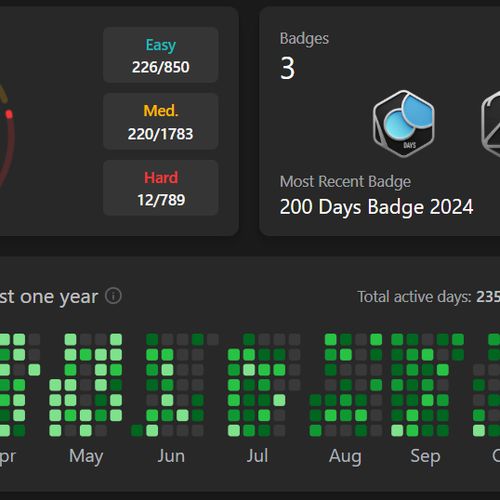 Easy
226/850
Med.
220/1783
Hard
12/789
Badges
3
DAYS
Most Recent Badge
200 Days Badge 2024
st one year
Total active days: 235
pr
May
Jun
Jul
Aug
Sep